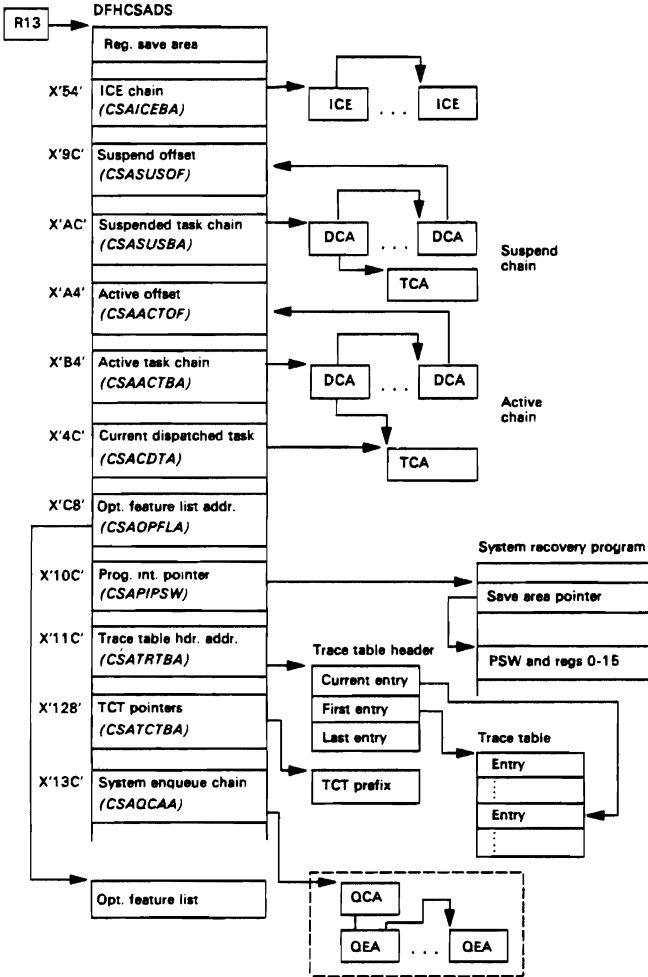 DFHCSADS
R13
Reg. save area
X'54'
ICE chain
(CSAICEBA)
ICE
. . .
ICE
X'9C'
Suspend offset
(CSASUSOF)
X'AC'
Suspended task chain
(CSASUSBA)
DCA
. . .
DCA
Suspend
chain
TCA
X'A4'
Active offset
(CSAACTOF)
X'B4'
Active task chain
(CSAACTBA)
DCA
. . .
DCA
Active
chain
X'4C'
Current dispatched task
(CSACDTA)
TCA
X'C8'
Opt. feature list addr.
(CSAOPFLA)
System recovery program
X'10C'
Prog. int. pointer
(CSAPIPSW)
Save area pointer
X'11C'
Trace table hdr. addr.
(CSATRTBA)
PSW and regs 0-15
Trace table header
Current entry
X'128'
TCT pointers
(CSATCTBA)
First entry
Last entry
Trace table
Entry
X'13C'
System enqueue chain
(CSAQCAA)
TCT prefix
Entry
Opt. feature list
QCA
QEA
. . .
QEA